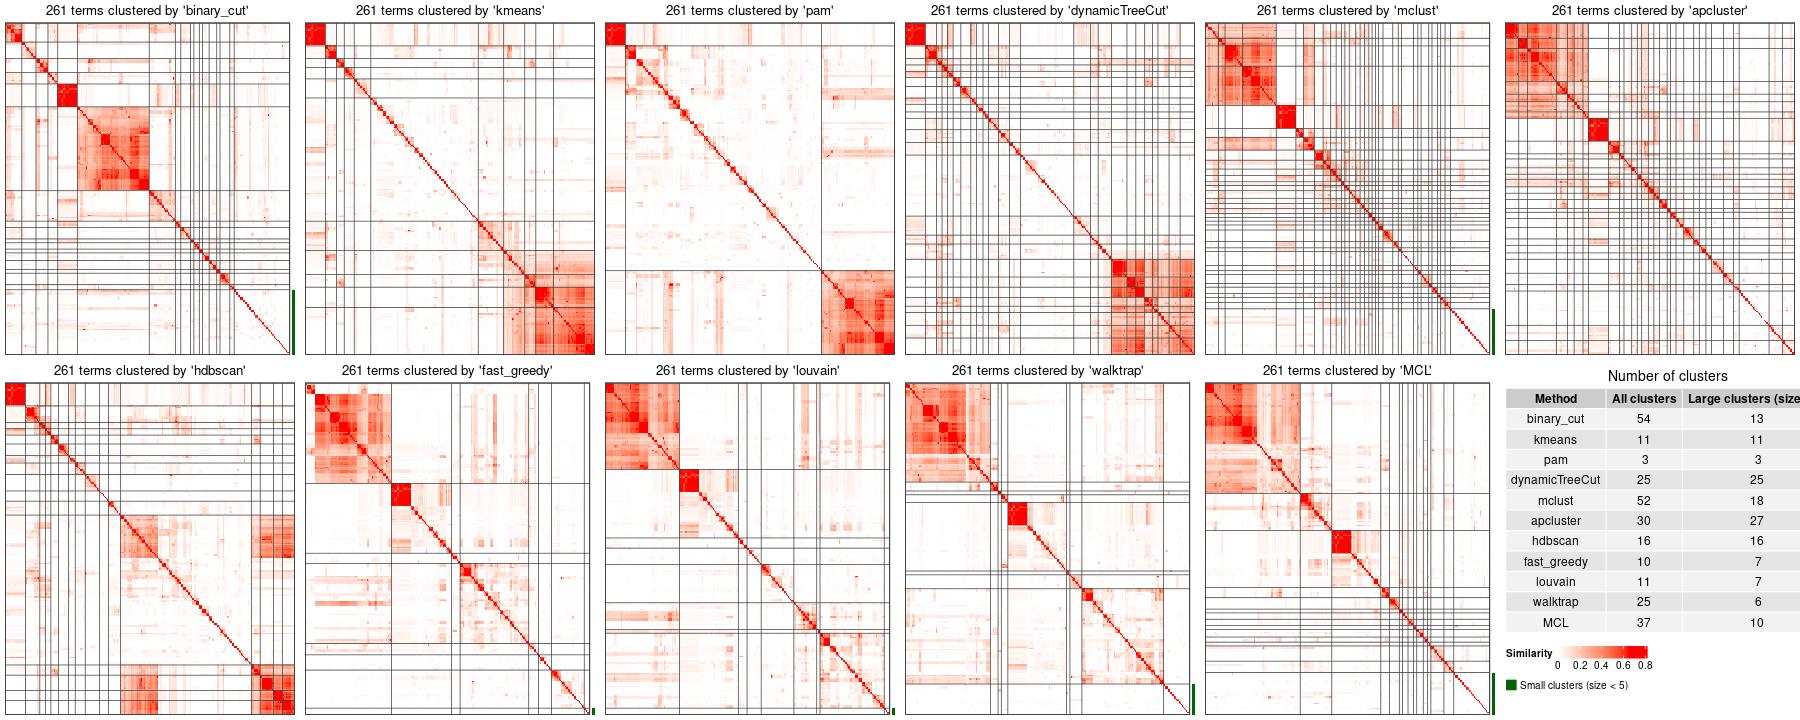 261 terms clustered by 'binary_cut'
261 terms clustered by 'kmeans'
261 terms clustered by 'pam'
261 terms clustered by 'dynamicTreeCut'
261 terms clustered by 'mclust'
261 terms clustered by 'apcluster'
261 terms clustered by 'hdbscan'
261 terms clustered by 'fast_greedy'
261 terms clustered by 'louvain'
261 terms clustered by 'walktrap'
261 terms clustered by 'MCL'
Number of clusters
Method All clusters Large clusters (size
binary_cut 54 13
kmeans 11 11
pam 3 3
dynamicTreeCut 25 25
mclust 52 18
apcluster 30 27
hdbscan 16 16
fast_greedy 10 7
louvain 11 7
walktrap 25 6
MCL 37 10
Similarity
0 0.2 0.4 0.6 0.8
Small clusters (size < 5)